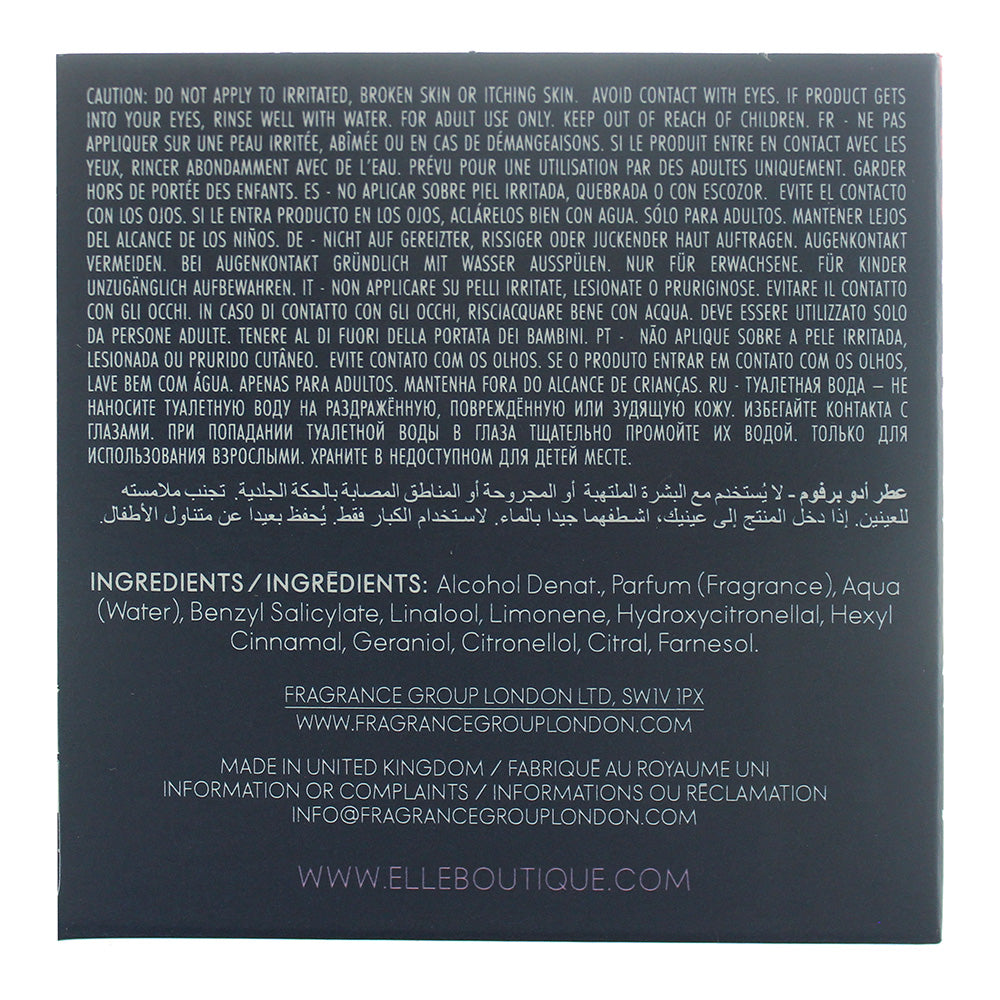 CAUTION: DO NOT APPLY TO IRRITATED, BROKEN SKIN OR ITCHING SKIN. AVOID CONTACT WITH EYES. IF PRODUCT GETS
INTO YOUR EYES, RINSE WELL WITH WATER. FOR ADULT USE ONLY. KEEP OUT OF REACH OF CHILDREN. FR - NE PAS
APPLIQUER SUR UNE PEAU IRRITÉE, ABÎMÉE OU EN CAS DE DÉMANGEAISONS. SI LE PRODUIT ENTRE EN CONTACT AVEC LES
YEUX, RINCER ABONDAMMENT AVEC DE L'EAU. PRÉVU POUR UNE UTILISATION PAR DES ADULTES UNIQUEMENT. GARDER
HORS DE PORTÉE DES ENFANTS. ES - NO APLICAR SOBRE PIEL IRRITADA, QUEBRADA O CON ESCOZOR. EVITE EL CONTACTO
CON LOS OJOS. SI LE ENTRA PRODUCTO EN LOS OJOS, ACLÁRELOS BIEN CON AGUA. SÓLO PARA ADULTOS. MANTENER LEJOS
DEL ALCANCE DE LOS NIÑOS. DE - NICHT AUF GEREIZTER, RISSIGER ODER JUCKENDER HAUT AUFTRAGEN. AUGENKONTAKT
VERMEIDEN. BEI AUGENKONTAKT GRÜNDLICH MIT WASSER AUSSPÜLEN. NUR FÜR ERWACHSENE. FÜR KINDER
UNZUGÄNGLICH AUFBEWAHREN. IT - NON APPLICARE SU PELLI IRRITATE, LESIONATE O PRURIGINOSE. EVITARE IL CONTATTO
CON GLI OCCHI. IN CASO DI CONTATTO CON GLI OCCHI, RISCIACQUARE BENE CON ACQUA. DEVE ESSERE UTILIZZATO SOLO
DA PERSONE ADULTE. TENERE AL DI FUORI DELLA PORTATA DEI BAMBINI. PT - NÃO APLIQUE SOBRE A PELE IRRITADA,
LESIONADA OU PRURIDO CUTÂNEO. EVITE CONTATO COM OS OLHOS. SE O PRODUTO ENTRAR EM CONTATO COM OS OLHOS,
LAVE BEM COM ÁGUA. APENAS PARA ADULTOS. MANTENHA FORA DO ALCANCE DE CRIANÇAS. RU - ТУАЛЕТНАЯ ВОДА – НЕ
НАНОСИТЕ ТУАЛЕТНУЮ ВОДУ НА РАЗДРАЖЁННУЮ, ПОВРЕЖДЁННУЮ ИЛИ ЗУДЯЩУЮ КОЖУ. ИЗБЕГАЙТЕ КОНТАКТА С
ГЛАЗАМИ. ПРИ ПОПАДАНИИ ТУАЛЕТНОЙ ВОДЫ В ГЛАЗА ТЩАТЕЛЬНО ПРОМОЙТЕ ИХ ВОДОЙ. ТОЛЬКО ДЛЯ
ИСПОЛЬЗОВАНИЯ ВЗРОСЛЫМИ. ХРАНИТЕ В НЕДОСТУПНОМ ДЛЯ ДЕТЕЙ МЕСТЕ.
عطر أدو برفوم - لا يُستخدم مع البشرة الملتهبة أو المجروحة أو المناطق المصابة بالحكة الجلدية. تجنب ملامسته
للعينين. إذا دخل المنتج إلى عينيك، اشطفهما جيدا بالماء. لاستخدام الكبار فقط. يُحفظ بعيدا عن متناول الأطفال.
INGREDIENTS/INGRĒDIENTS: Alcohol Denat., Parfum (Fragrance), Aqua
(Water), Benzyl Salicylate, Linalool, Limonene, Hydroxycitronellal, Hexyl
Cinnamal, Geraniol, Citronellol, Citral, Farnesol.
FRAGRANCE GROUP LONDON LTD, SW1V 1PX
WWW.FRAGRANCEGROUPLONDON.COM
MADE IN UNITED KINGDOM / FABRIQUĒ AU ROYAUME UNI
INFORMATION OR COMPLAINTS / INFORMATIONS OU RĒCLAMATION
INFO@FRAGRANCEGROUPLONDON.COM
WWW.ELLEBOUTIQUE.COM